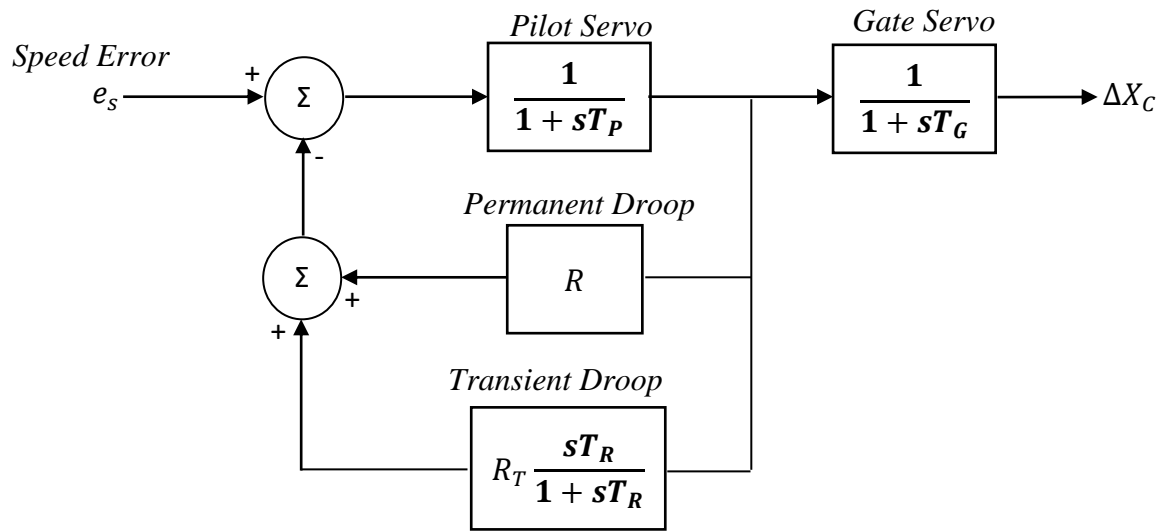 Pilot Servo
Gate Servo
Speed Error
e_s
+
Σ
-
1
1 + sT_P
1
1 + sT_G
ΔX_C
Permanent Droop
Σ
+
+
R
Transient Droop
R_T sT_R
1 + sT_R